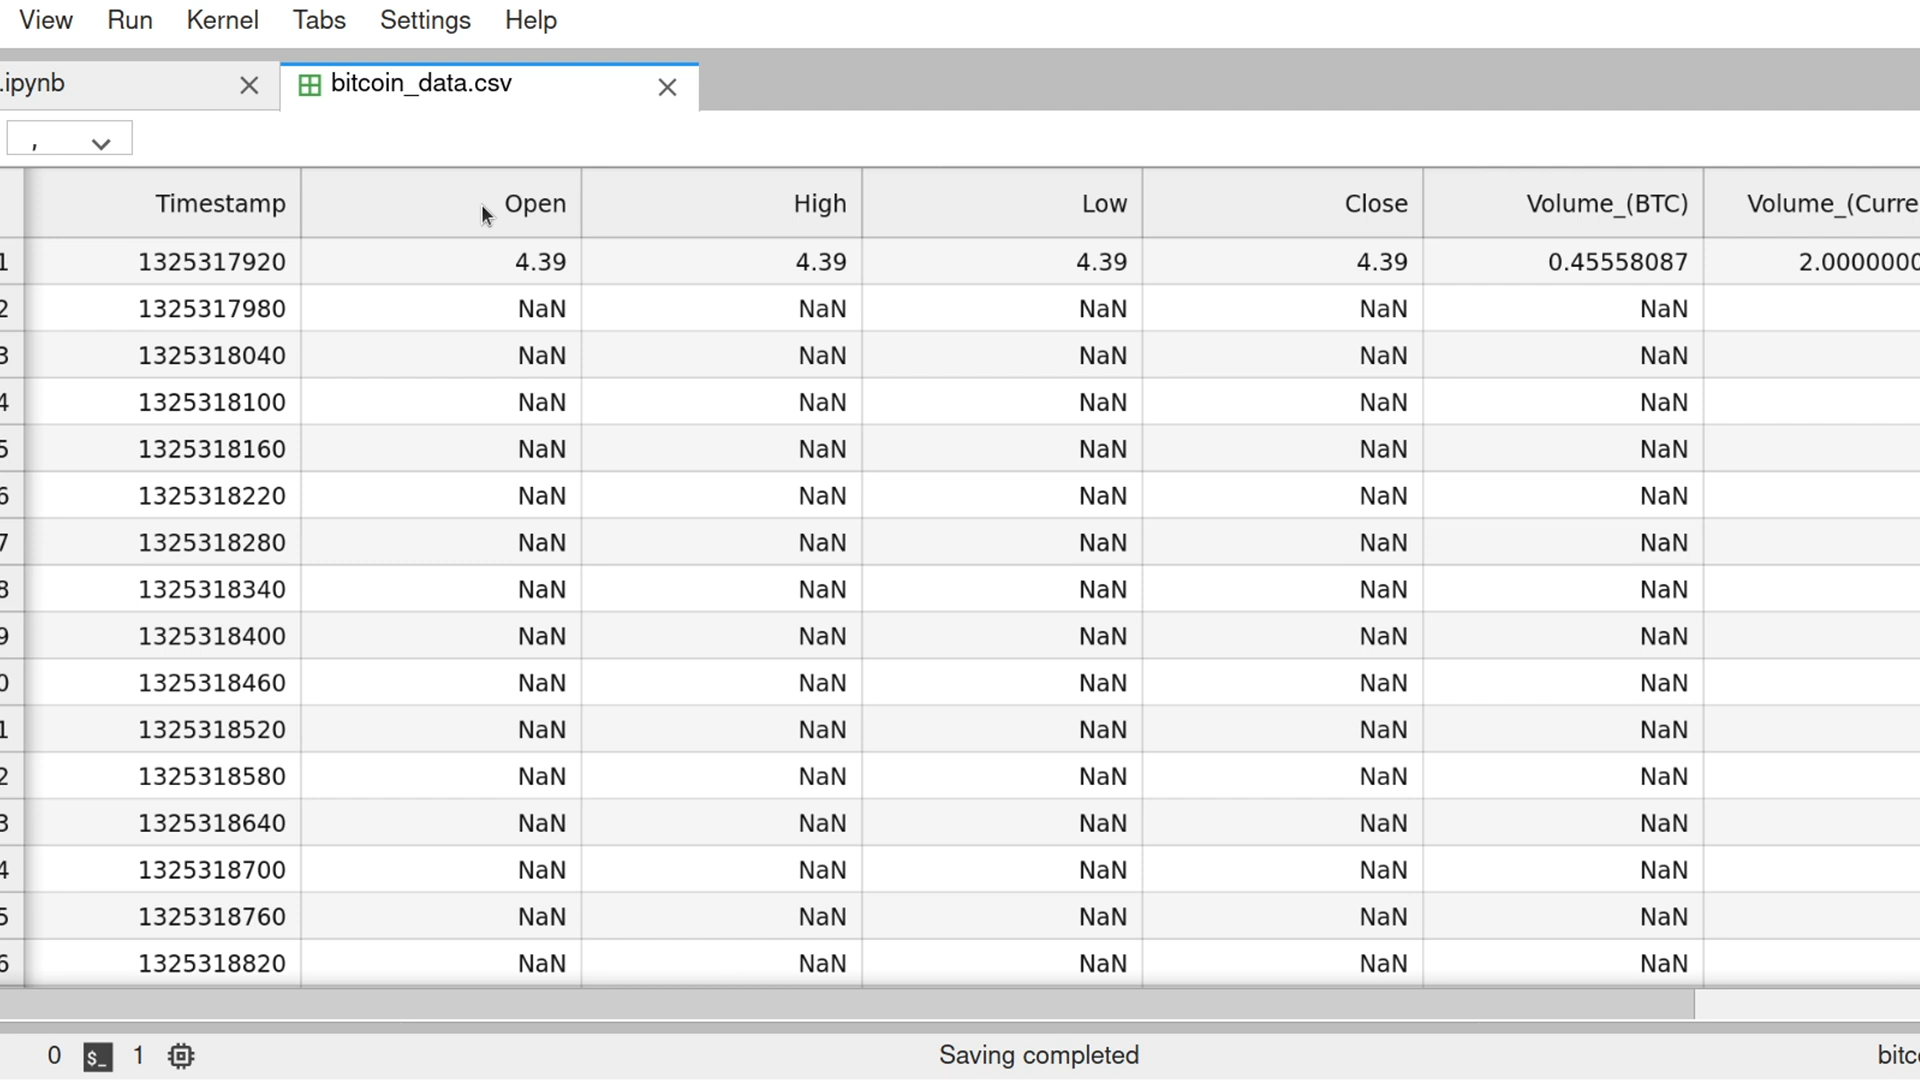 View Run Kernel Tabs Settings Help
.ipynb bitcoin_data.csv
,
Timestamp Open High Low Close Volume_(BTC) Volume_(Curre
1 1325317920 4.39 4.39 4.39 4.39 0.45558087 2.0000000
2 1325317980 NaN NaN NaN NaN NaN
3 1325318040 NaN NaN NaN NaN NaN
4 1325318100 NaN NaN NaN NaN NaN
5 1325318160 NaN NaN NaN NaN NaN
6 1325318220 NaN NaN NaN NaN NaN
7 1325318280 NaN NaN NaN NaN NaN
8 1325318340 NaN NaN NaN NaN NaN
9 1325318400 NaN NaN NaN NaN NaN
0 1325318460 NaN NaN NaN NaN NaN
1 1325318520 NaN NaN NaN NaN NaN
2 1325318580 NaN NaN NaN NaN NaN
3 1325318640 NaN NaN NaN NaN NaN
4 1325318700 NaN NaN NaN NaN NaN
5 1325318760 NaN NaN NaN NaN NaN
6 1325318820 NaN NaN NaN NaN NaN
0 $_ 1 Saving completed bitc